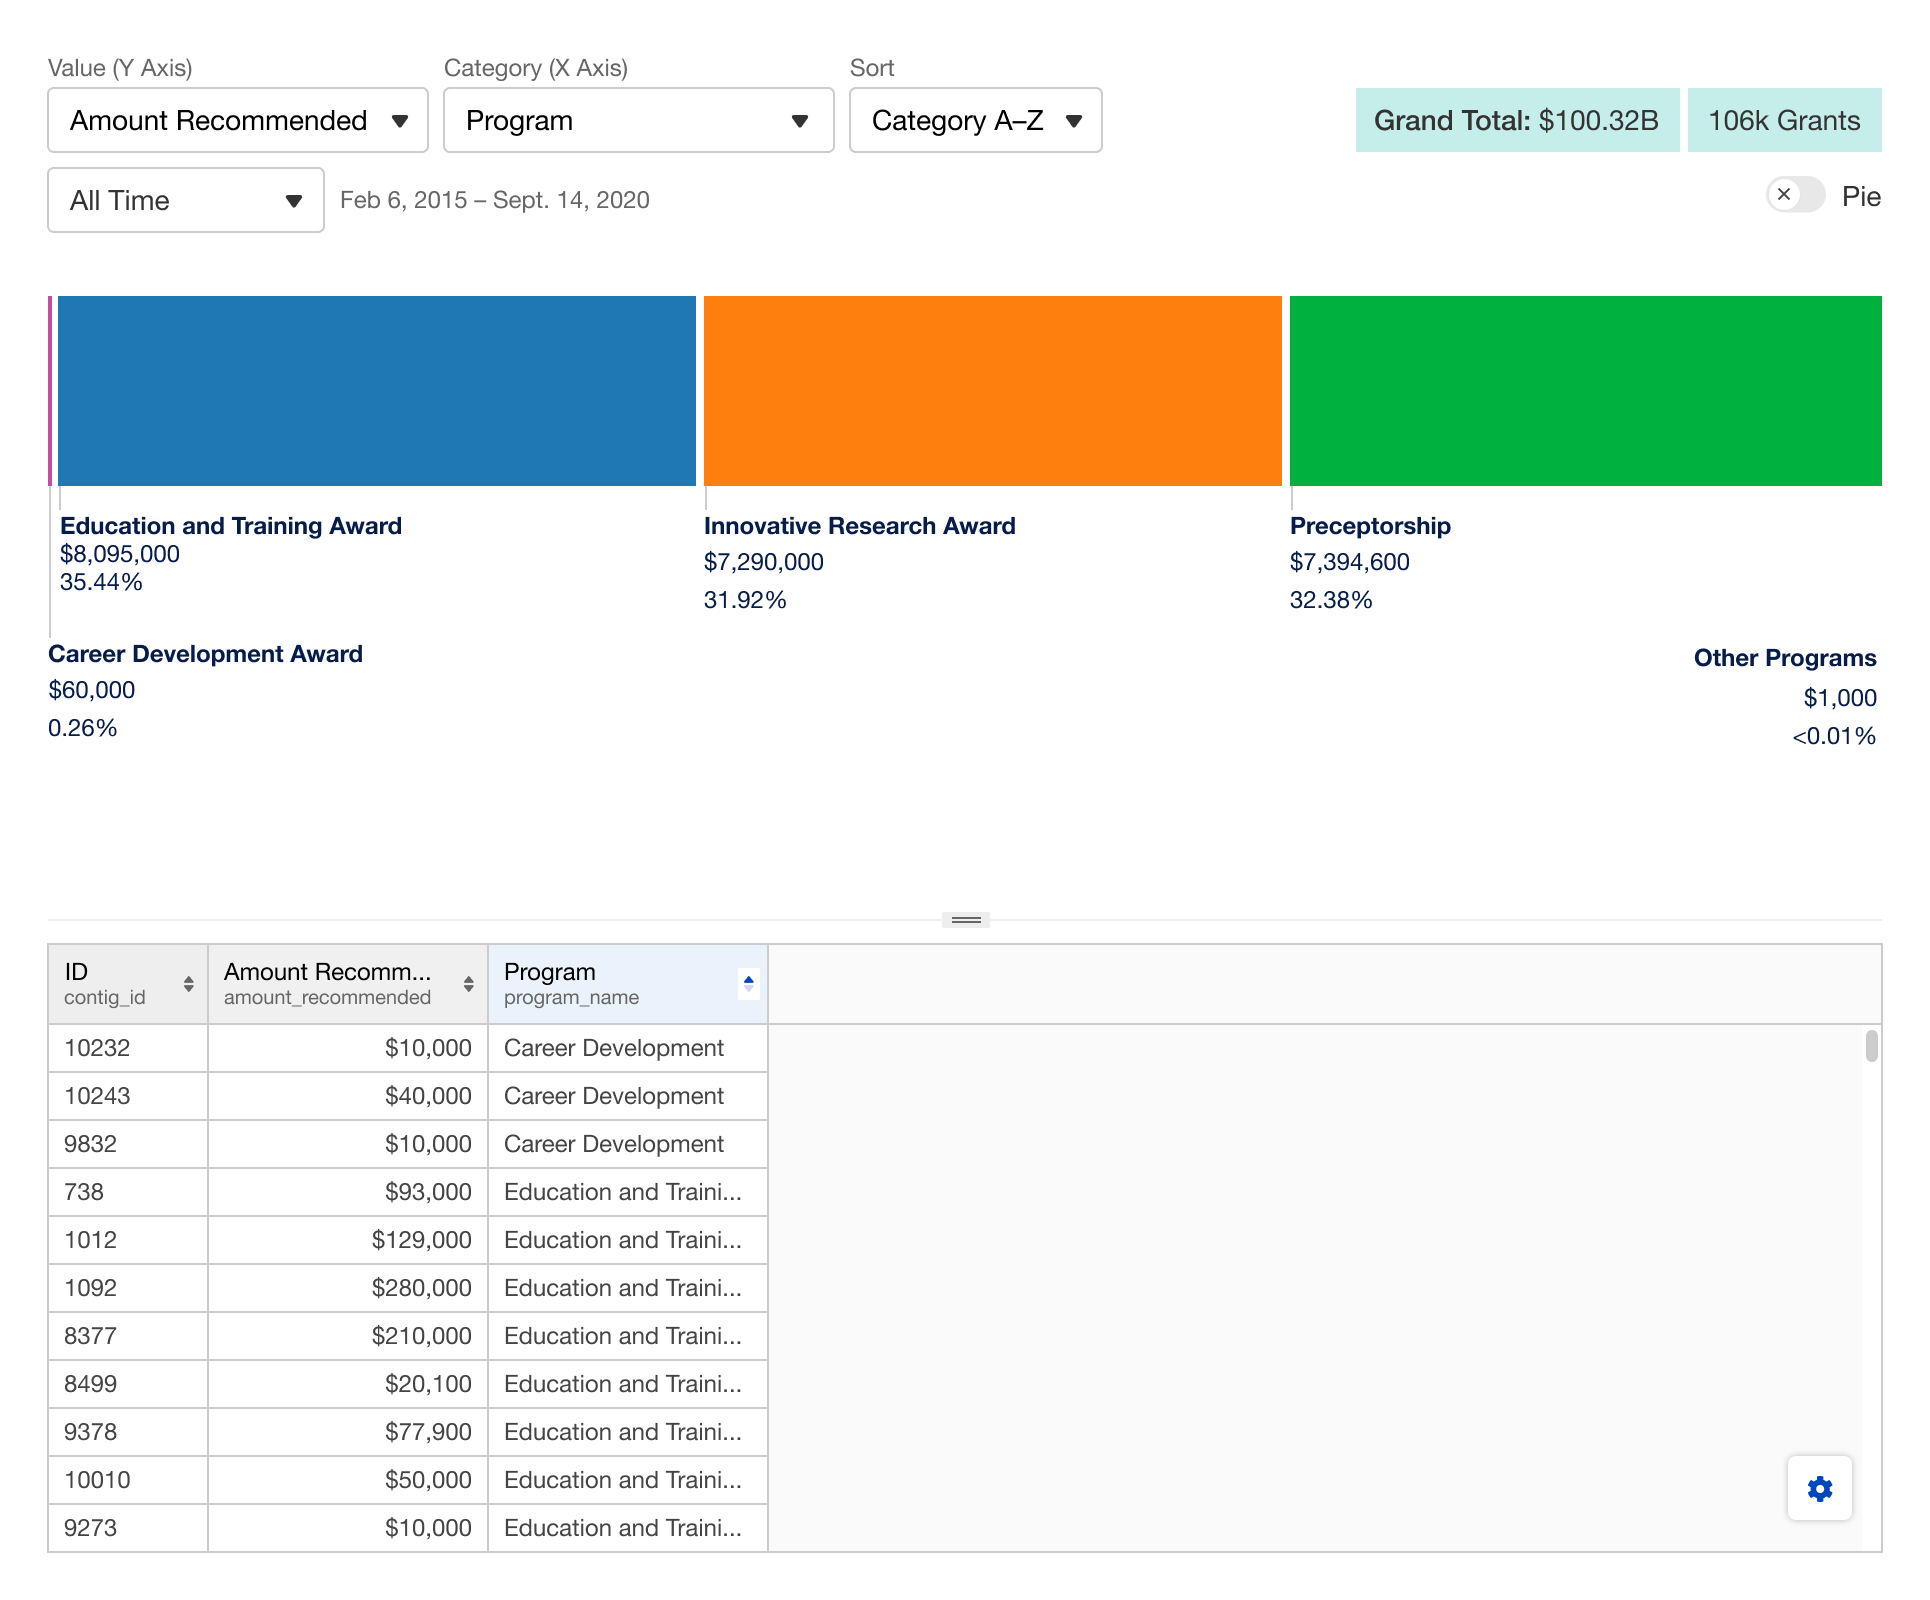 Value (Y Axis)
Category (X Axis)
Sort
Amount Recommended
Program
Category A–Z
Grand Total: $100.32B
106k Grants
All Time
Feb 6, 2015 – Sept. 14, 2020
Pie
Education and Training Award
$8,095,000
35.44%
Innovative Research Award
$7,290,000
31.92%
Preceptorship
$7,394,600
32.38%
Career Development Award
$60,000
0.26%
Other Programs
$1,000
<0.01%
ID
contig_id
Amount Recomm...
amount_recommended
Program
program_name
10232 $10,000 Career Development
10243 $40,000 Career Development
9832 $10,000 Career Development
738 $93,000 Education and Traini...
1012 $129,000 Education and Traini...
1092 $280,000 Education and Traini...
8377 $210,000 Education and Traini...
8499 $20,100 Education and Traini...
9378 $77,900 Education and Traini...
10010 $50,000 Education and Traini...
9273 $10,000 Education and Traini...